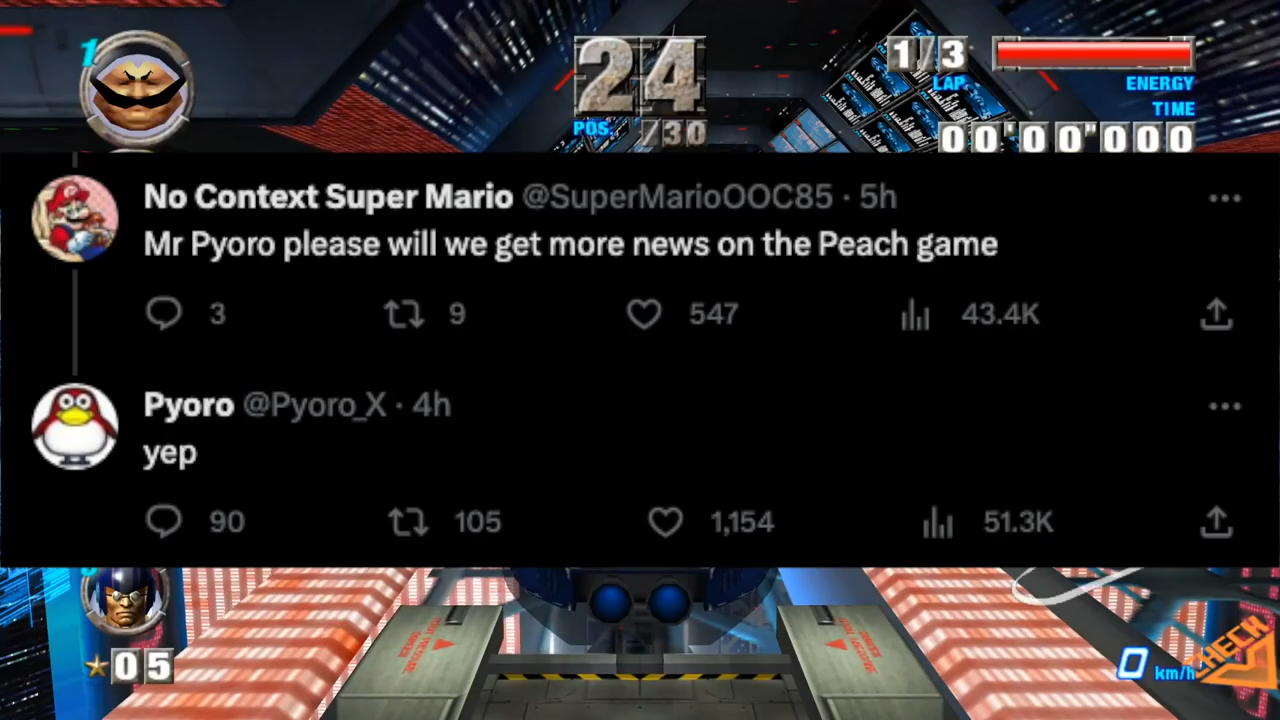 1
24
POS. /30
1/3
LAP
ENERGY
TIME
00'00"000
No Context Super Mario @SuperMarioOOC85 · 5h
Mr Pyoro please will we get more news on the Peach game
3 9 547 43.4K
Pyoro @Pyoro_X · 4h
yep
90 105 1,154 51.3K
05
0 km/h
CHECK